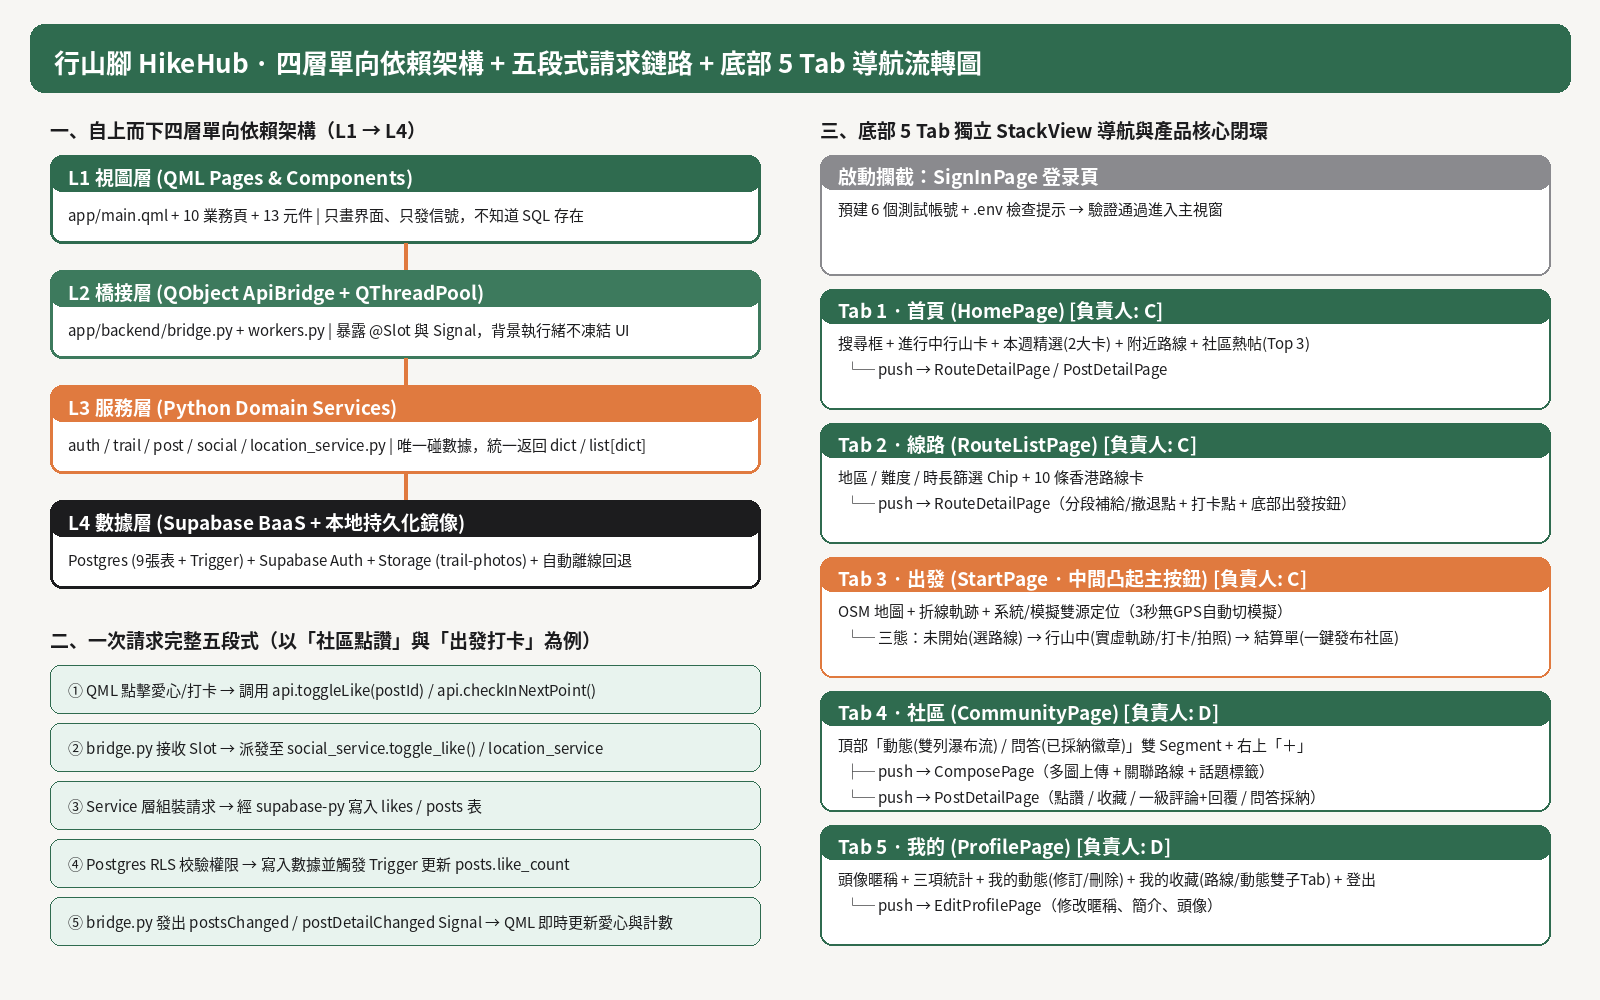 行山腳 HikeHub · 四層單向依賴架構 + 五段式請求鏈路 + 底部 5 Tab 導航流轉圖
一、自上而下四層單向依賴架構（L1 → L4）
L1 視圖層 (QML Pages & Components)
app/main.qml + 10 業務頁 + 13 元件 | 只畫界面、只發信號，不知道 SQL 存在
L2 橋接層 (QObject ApiBridge + QThreadPool)
app/backend/bridge.py + workers.py | 暴露 @Slot 與 Signal，背景執行緒不凍結 UI
L3 服務層 (Python Domain Services)
auth / trail / post / social / location_service.py | 唯一碰數據，統一返回 dict / list[dict]
L4 數據層 (Supabase BaaS + 本地持久化鏡像)
Postgres (9張表 + Trigger) + Supabase Auth + Storage (trail-photos) + 自動離線回退
二、一次請求完整五段式（以「社區點讚」與「出發打卡」為例）
① QML 點擊愛心/打卡 → 調用 api.toggleLike(postId) / api.checkInNextPoint()
② bridge.py 接收 Slot → 派發至 social_service.toggle_like() / location_service
③ Service 層組裝請求 → 經 supabase-py 寫入 likes / posts 表
④ Postgres RLS 校驗權限 → 寫入數據並觸發 Trigger 更新 posts.like_count
⑤ bridge.py 發出 postsChanged / postDetailChanged Signal → QML 即時更新愛心與計數
三、底部 5 Tab 獨立 StackView 導航與產品核心閉環
啟動攔截：SignInPage 登录頁
預建 6 個測試帳號 + .env 檢查提示 → 驗證通過進入主視窗
Tab 1 · 首頁 (HomePage) [負責人: C]
搜尋框 + 進行中行山卡 + 本週精選(2大卡) + 附近路線 + 社區熱帖(Top 3)
└── push → RouteDetailPage / PostDetailPage
Tab 2 · 線路 (RouteListPage) [負責人: C]
地區 / 難度 / 時長篩選 Chip + 10 條香港路線卡
└── push → RouteDetailPage（分段補給/撤退點 + 打卡點 + 底部出發按鈕）
Tab 3 · 出發 (StartPage · 中間凸起主按鈕) [負責人: C]
OSM 地圖 + 折線軌跡 + 系統/模擬雙源定位（3秒無GPS自動切模擬）
└── 三態：未開始(選路線) → 行山中(實虛軌跡/打卡/拍照) → 結算單(一鍵發布社區)
Tab 4 · 社區 (CommunityPage) [負責人: D]
頂部「動態(雙列瀑布流) / 問答(已採納徽章)」雙 Segment + 右上「＋」
├── push → ComposePage（多圖上傳 + 關聯路線 + 話題標籤）
└── push → PostDetailPage（點讚 / 收藏 / 一級評論+回覆 / 問答採納）
Tab 5 · 我的 (ProfilePage) [負責人: D]
頭像暱稱 + 三項統計 + 我的動態(修訂/刪除) + 我的收藏(路線/動態雙子Tab) + 登出
└── push → EditProfilePage（修改暱稱、簡介、頭像）